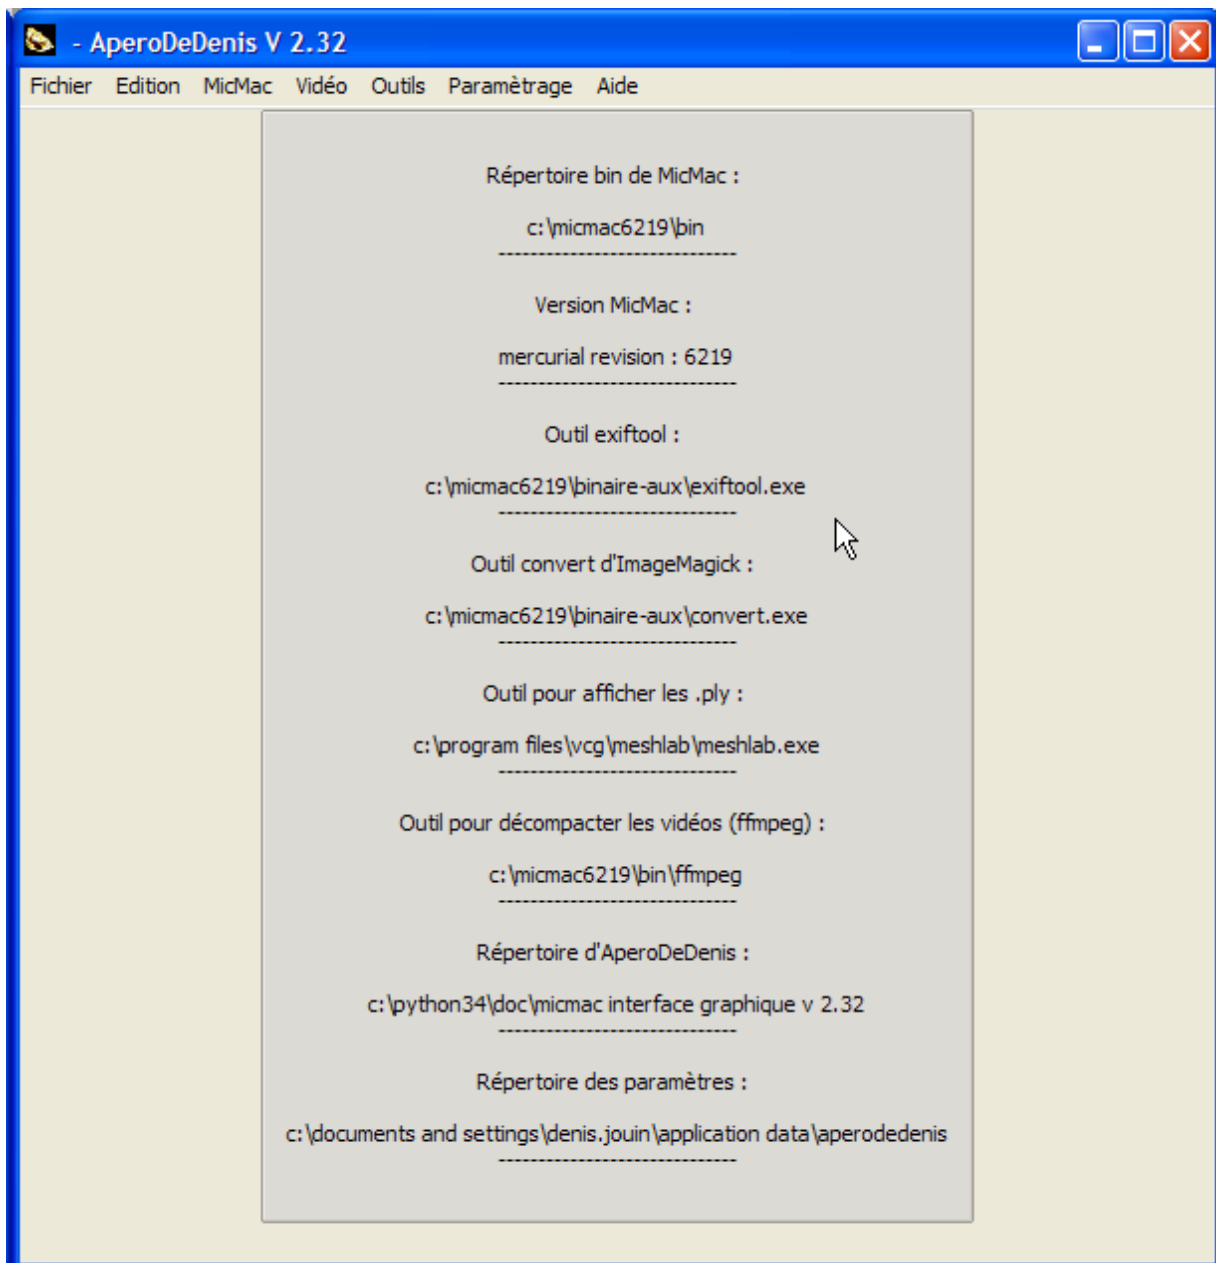 - AperoDeDenis V 2.32
Fichier Edition MicMac Vidéo Outils Paramètrage Aide
Répertoire bin de MicMac :
c:\micmac6219\bin
------------------------------
Version MicMac :
mercurial revision : 6219
------------------------------
Outil exiftool :
c:\micmac6219\binaire-aux\exiftool.exe
------------------------------
Outil convert d'ImageMagick :
c:\micmac6219\binaire-aux\convert.exe
------------------------------
Outil pour afficher les .ply :
c:\program files\vcg\meshlab\meshlab.exe
------------------------------
Outil pour décompacter les vidéos (ffmpeg) :
c:\micmac6219\bin\ffmpeg
------------------------------
Répertoire d'AperoDeDenis :
c:\python34\doc\micmac interface graphique v 2.32
------------------------------
Répertoire des paramètres :
c:\documents and settings\denis.jouin\application data\aperodedenis
------------------------------